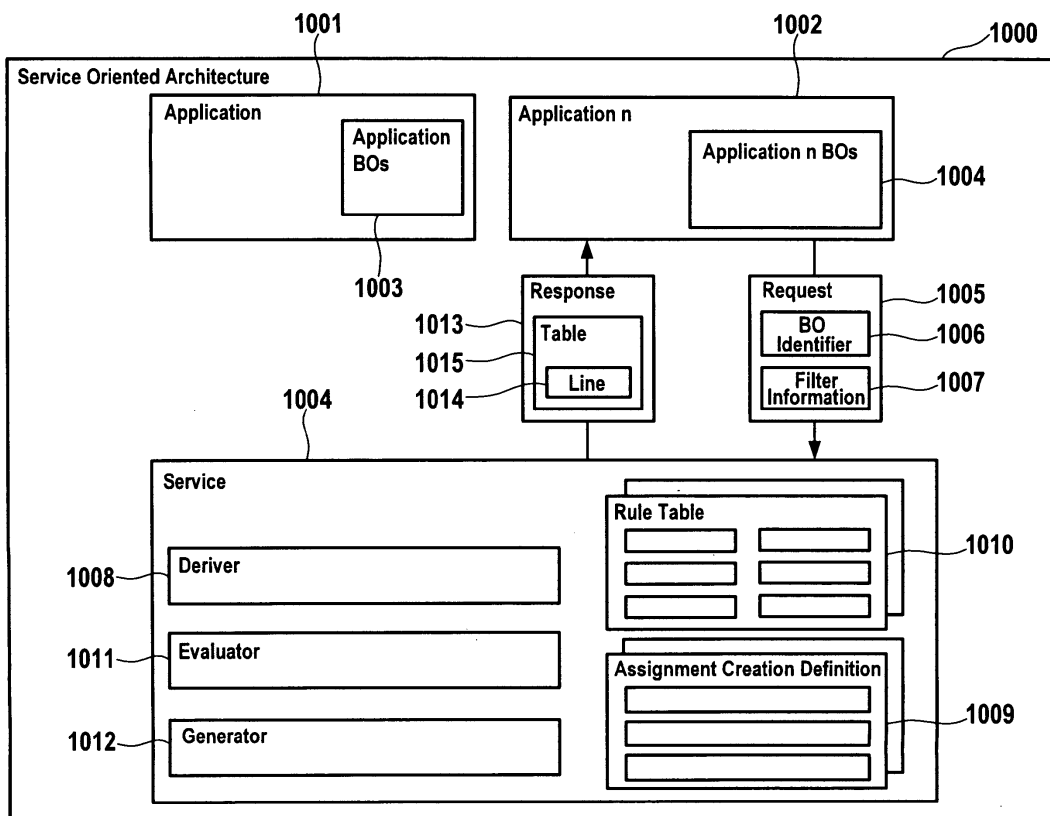 1001
1002
1000
Service Oriented Architecture
Application
Application
BOs
1003
Application n
Application n BOs
1004
Response
1013
Table
1015
Line
1014
Request
1005
BO
Identifier
1006
Filter
Information
1007
1004
Service
Deriver
1008
Evaluator
1011
Generator
1012
Rule Table
1010
Assignment Creation Definition
1009